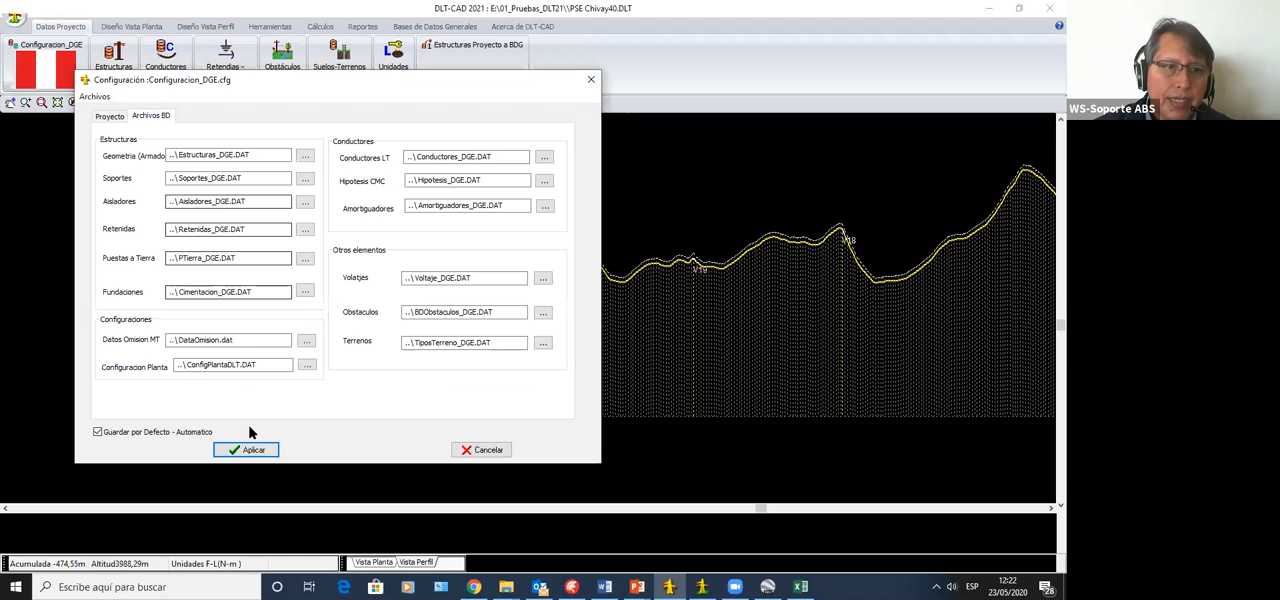 DLT-CAD 2021 : E:\01_Pruebas_DLT21\\PSE Chivay40.DLT
Datos Proyecto
Diseño Vista Planta
Diseño Vista Perfil
Herramientas
Cálculos
Reportes
Bases de Datos Generales
Acerca de DLT-CAD
Configuracion_DGE
Estructuras
Conductores
Retendias
Obstáculos
Suelos-Terrenos
Unidades
Estructuras Proyecto a BDG
WS-Soporte ABS
Configuración :Configuracion_DGE.cfg
Archivos
Proyecto
Archivos BD
Estructuras
Geometria (Armado
..\Estructuras_DGE.DAT
...
Soportes
..\Soportes_DGE.DAT
...
Aisladores
..\Aisladores_DGE.DAT
...
Retenidas
..\Retenidas_DGE.DAT
...
Puestas a Tierra
..\PTierra_DGE.DAT
...
Fundaciones
..\Cimentacion_DGE.DAT
...
Configuraciones
Datos Omision MT
..\DataOmision.dat
...
Configuracion Planta
..\ConfigPlantaDLT.DAT
...
Conductores
Conductores LT
..\Conductores_DGE.DAT
...
Hipotesis CMC
..\Hipotesis_DGE.DAT
...
Amortiguadores
..\Amortiguadores_DGE.DAT
...
Otros elementos
Volatjes
..\Voltaje_DGE.DAT
...
Obstaculos
..\BDObstaculos_DGE.DAT
...
Terrenos
..\TiposTerreno_DGE.DAT
...
Guardar por Defecto - Automatico
Aplicar
Cancelar
V19
V18
Acumulada -474,55m
Altitud3988,29m
Unidades F-L(N-m )
Vista Planta
Vista Perfil
Escribe aquí para buscar
ESP
12:22
23/05/2020
28